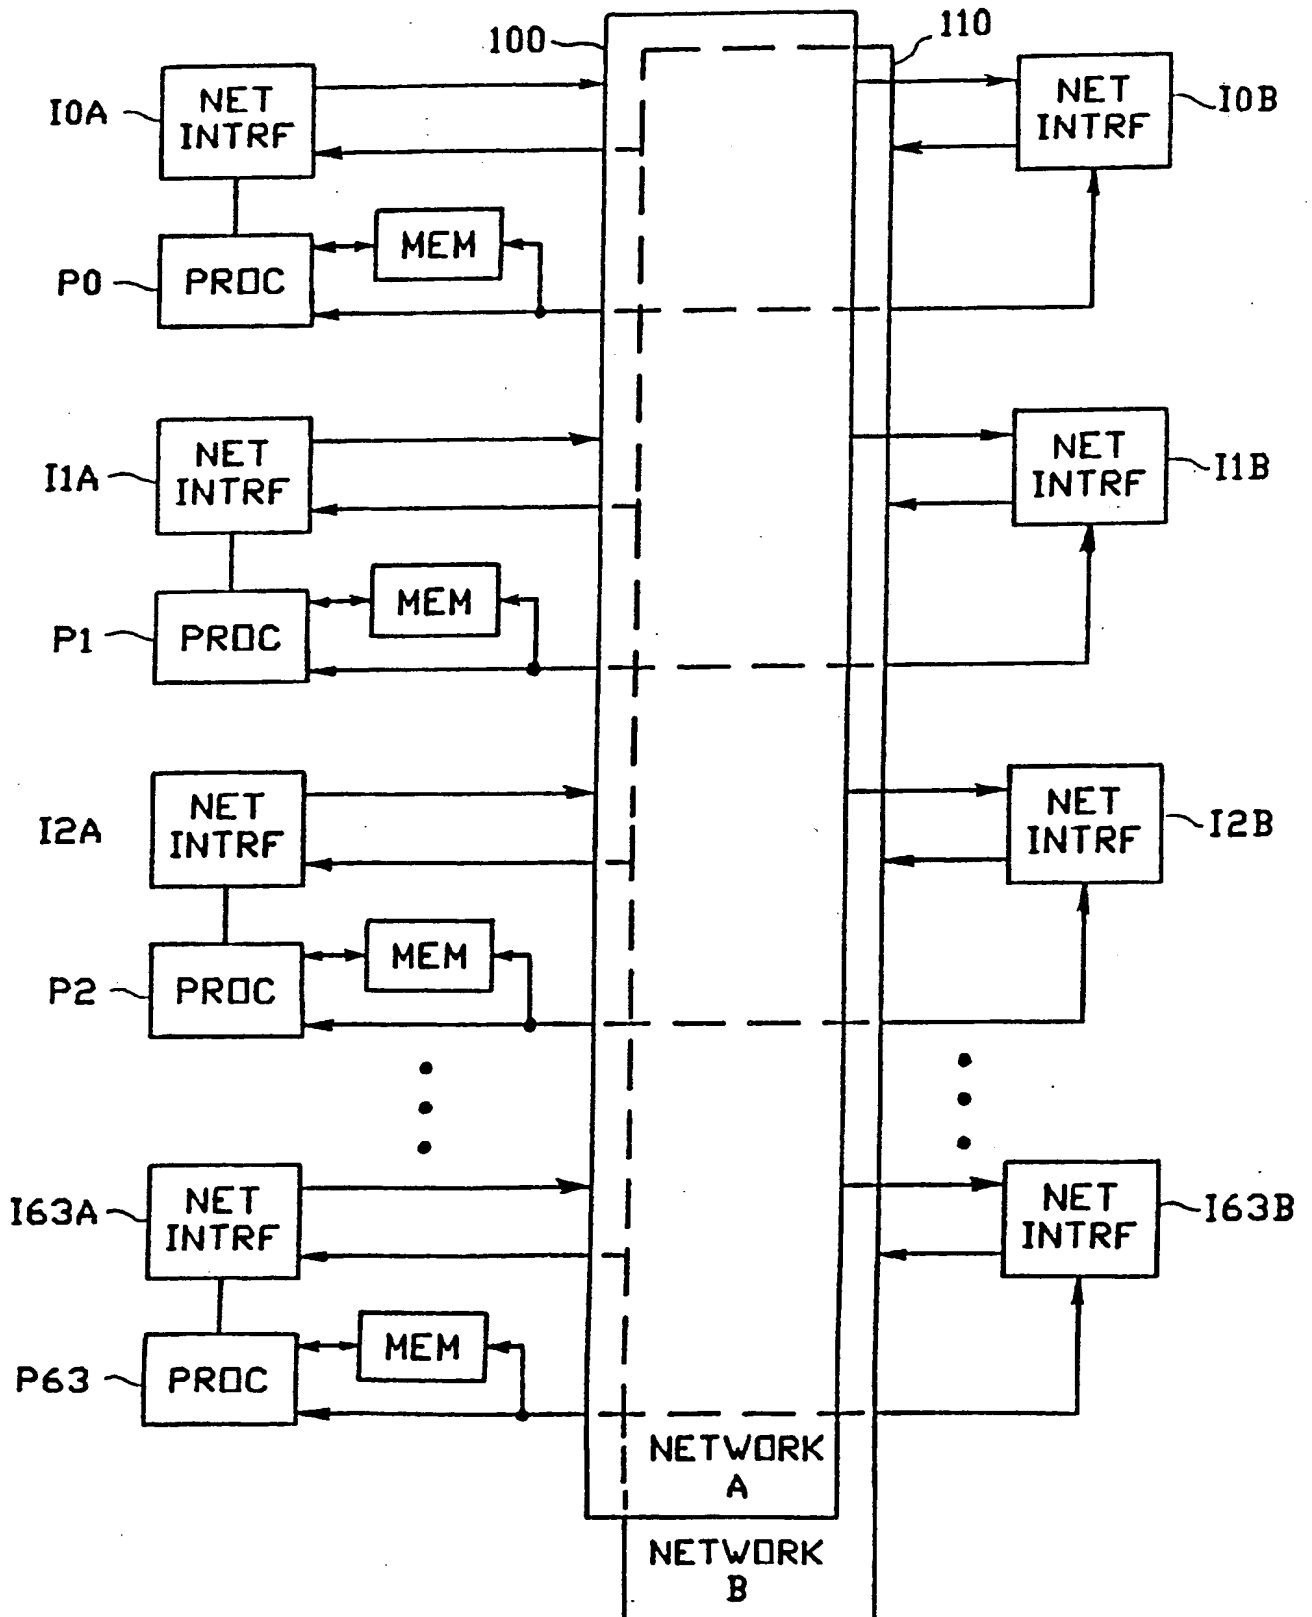 100
110
I0A
NET
INTRF
NET
INTRF
I0B
P0
PROC
MEM
I1A
NET
INTRF
NET
INTRF
I1B
P1
PROC
MEM
I2A
NET
INTRF
NET
INTRF
I2B
P2
PROC
MEM
I63A
NET
INTRF
NET
INTRF
I63B
P63
PROC
MEM
NETWORK
A
NETWORK
B